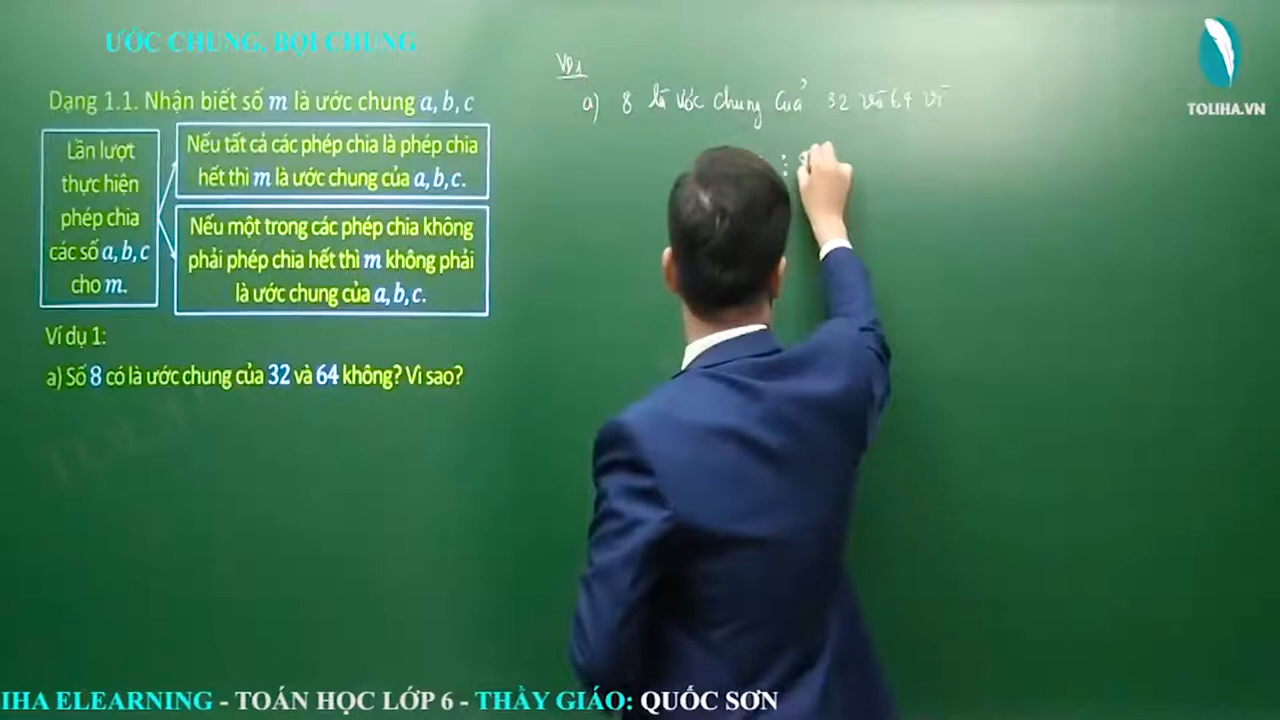 ƯỚC CHUNG, BỘI CHUNG
Dạng 1.1. Nhận biết số m là ước chung a, b, c
Lần lượt
thực hiện
phép chia
các số a, b, c
cho m.
Nếu tất cả các phép chia là phép chia
hết thì m là ước chung của a, b, c.
Nếu một trong các phép chia không
phải phép chia hết thì m không phải
là ước chung của a, b, c.
Ví dụ 1:
a) Số 8 có là ước chung của 32 và 64 không? Vì sao?
VD1
a) 8 là ước chung của 32 và 64 vì
⋮ 8
TOLIHA.VN
IHA ELEARNING - TOÁN HỌC LỚP 6 - THẦY GIÁO: QUỐC SƠN